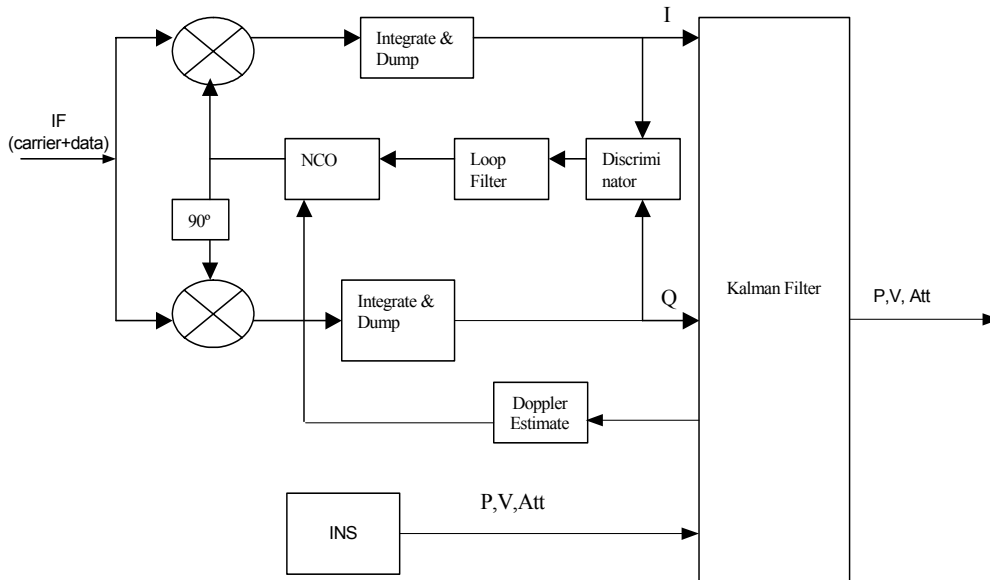 I
Integrate &
Dump
IF
(carrier+data)
NCO
Loop
Filter
Discrimi
nator
90º
Integrate &
Dump
Q
Kalman Filter
P,V, Att
Doppler
Estimate
P,V,Att
INS